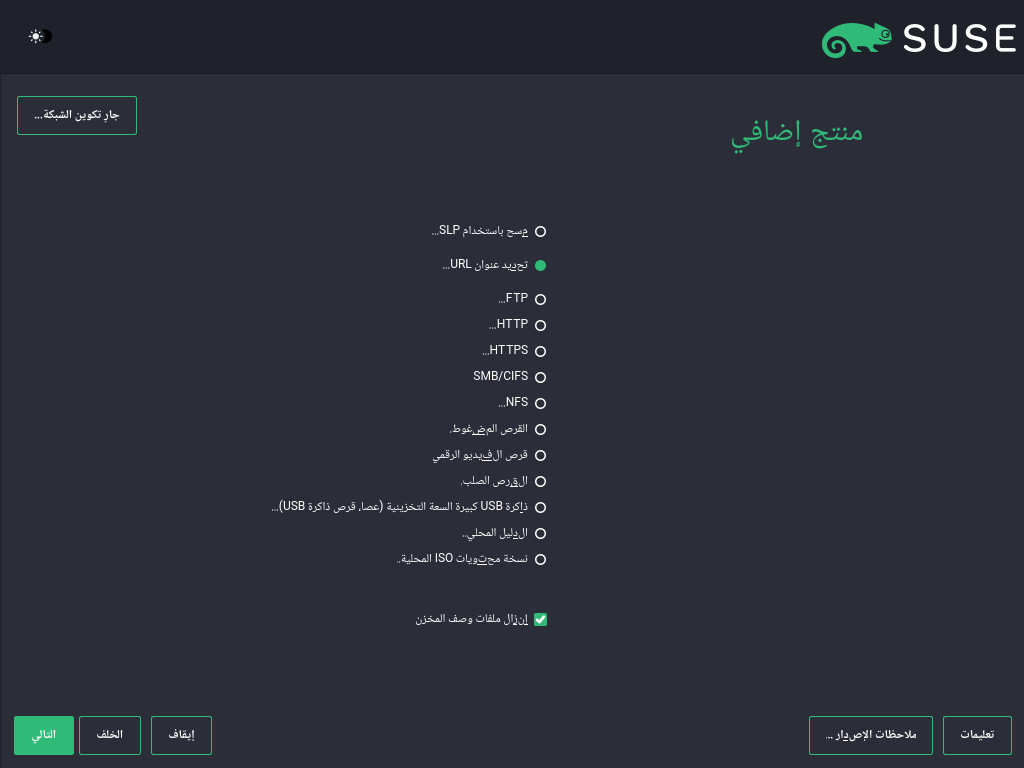 SUSE
جارٍ تكوين الشبكة...
منتج إضافي
مسح باستخدام SLP...
تحديد عنوان URL...
FTP...
HTTP...
HTTPS...
SMB/CIFS
NFS...
القرص المضغوط.
قرص الفيديو الرقمي
القرص الصلب.
ذاكرة USB كبيرة السعة التخزينية (عصا، قرص ذاكرة USB)...
الدليل المحلي..
نسخة محتويات ISO المحلية..
إنزال ملفات وصف المخزن
تعليمات
ملاحظات الإصدار ...
إيقاف
الخلف
التالي